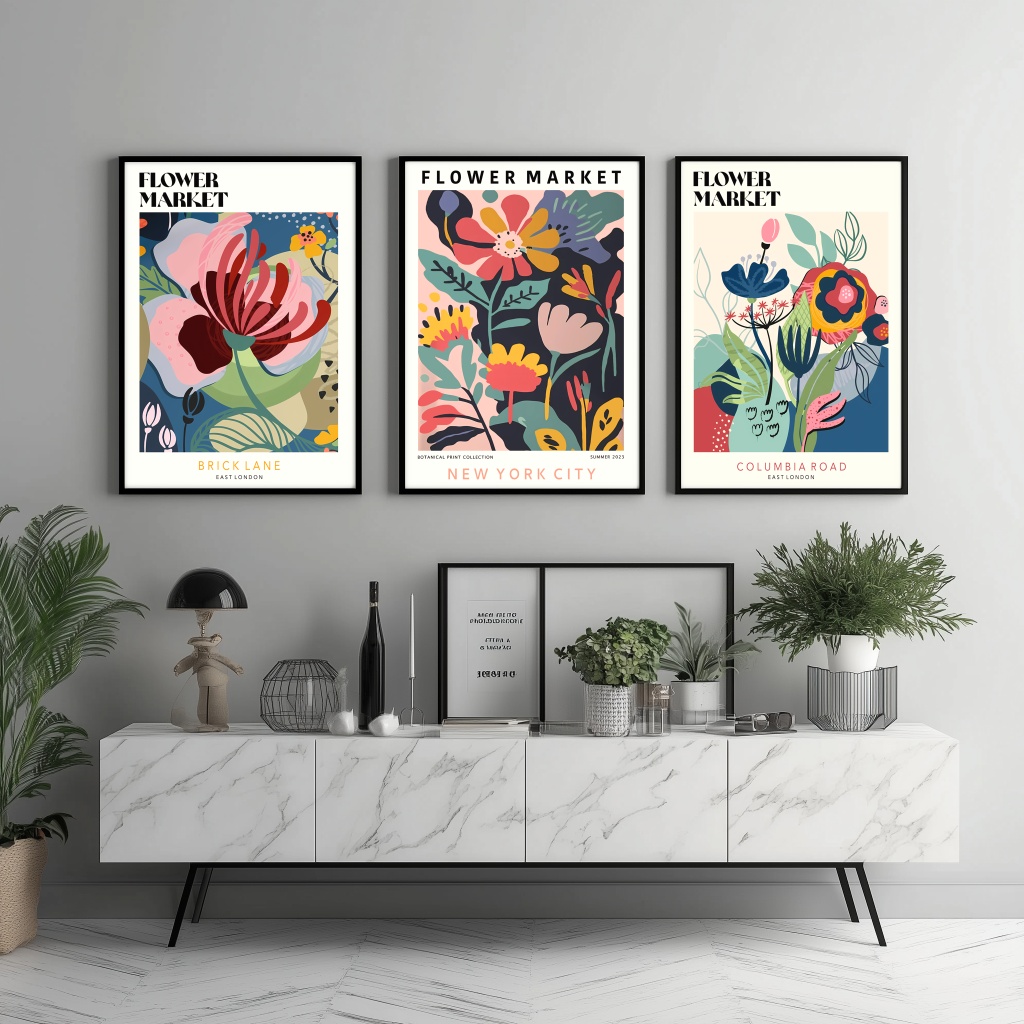 FLOWER
MARKET
BRICK LANE
EAST LONDON
FLOWER MARKET
BOTANICAL PRINT COLLECTION
SUMMER 2023
NEW YORK CITY
FLOWER
MARKET
COLUMBIA ROAD
EAST LONDON